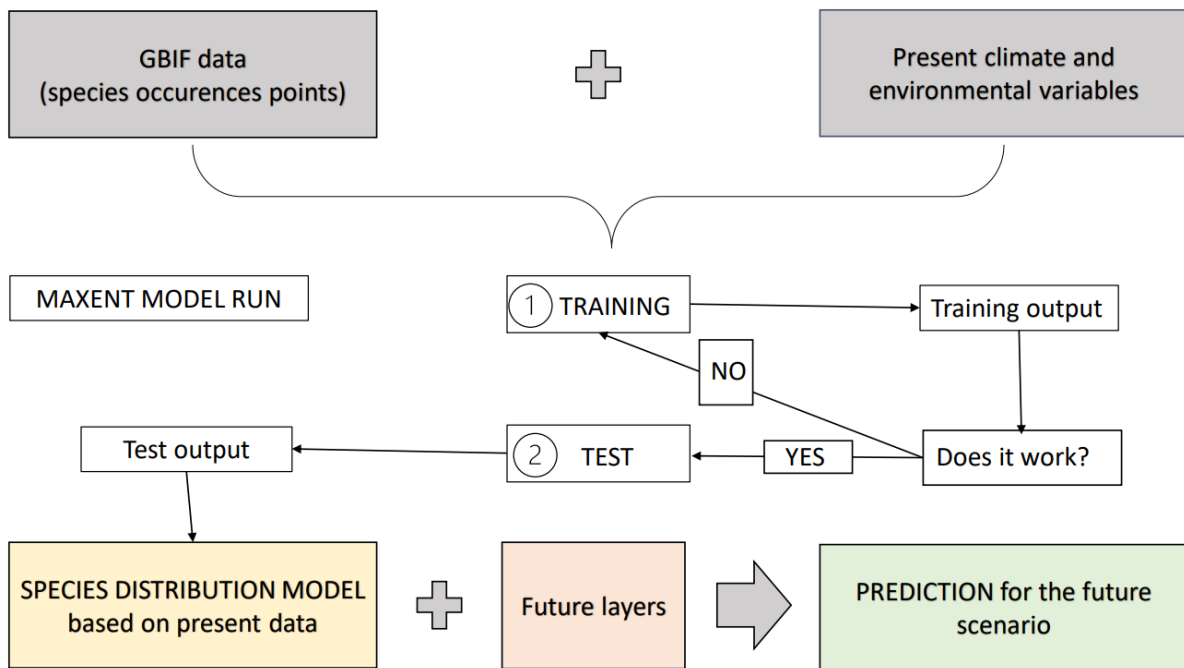 GBIF data
(species occurences points)
Present climate and
environmental variables
MAXENT MODEL RUN
1 TRAINING
Training output
NO
Test output
2 TEST
YES
Does it work?
SPECIES DISTRIBUTION MODEL
based on present data
Future layers
PREDICTION for the future
scenario